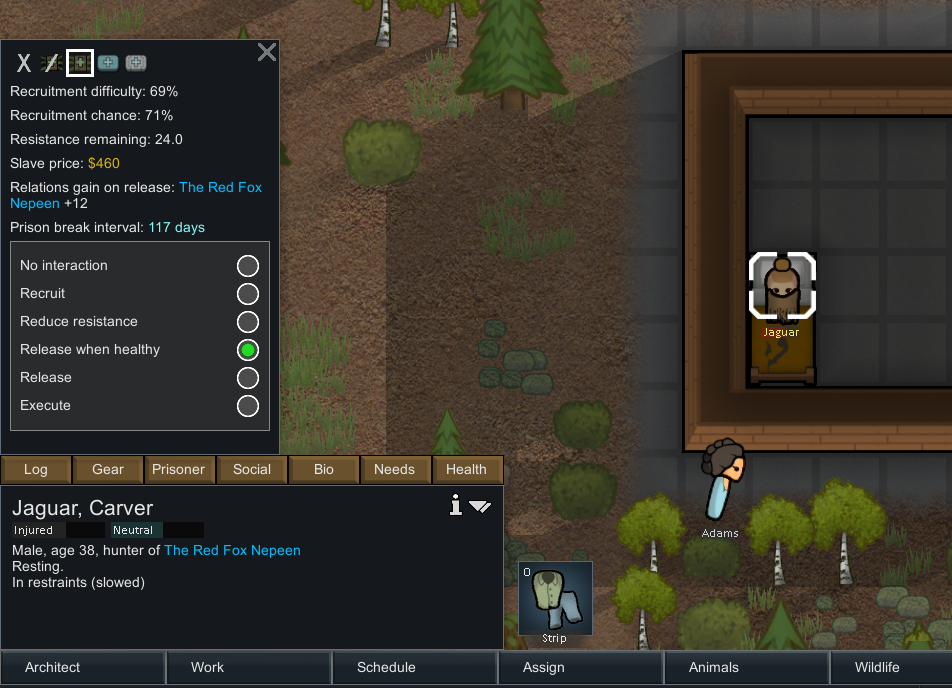 X
Recruitment difficulty: 69%
Recruitment chance: 71%
Resistance remaining: 24.0
Slave price: $460
Relations gain on release: The Red Fox
Nepeen +12
Prison break interval: 117 days
No interaction
Recruit
Reduce resistance
Release when healthy
Release
Execute
Jaguar
Log Gear Prisoner Social Bio Needs Health
Jaguar, Carver
Injured Neutral
Male, age 38, hunter of The Red Fox Nepeen
Resting.
In restraints (slowed)
Adams
0
Strip
Architect Work Schedule Assign Animals Wildlife